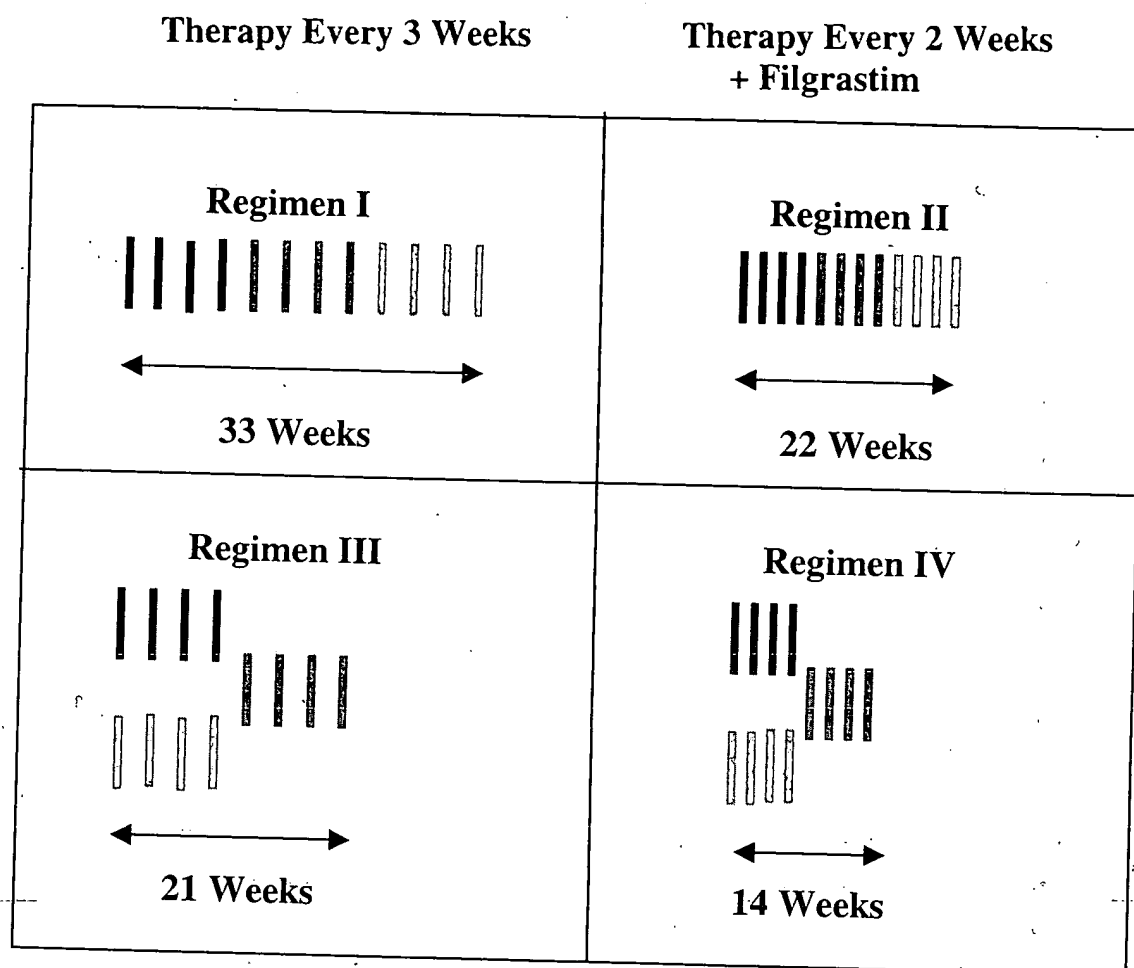 Therapy Every 3 Weeks
Therapy Every 2 Weeks
+ Filgrastim
Regimen I
33 Weeks
Regimen II
22 Weeks
Regimen III
21 Weeks
Regimen IV
14 Weeks